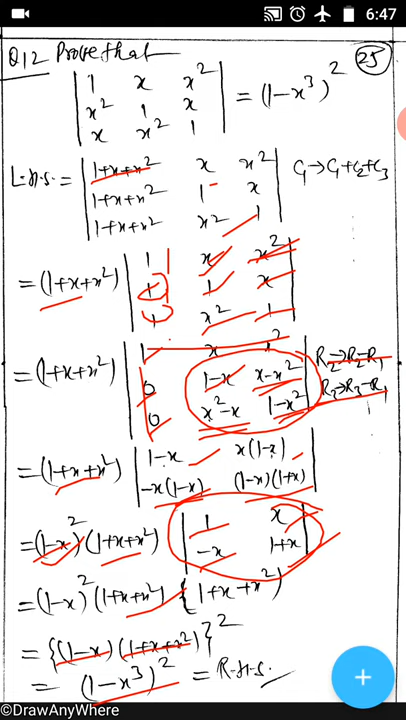 6:47
Q12 Prove that
25
| 1 x x² |
| x² 1 x | = (1-x³)²
| x x² 1 |
L.H.S. = | 1+x+x² x x² | C₁→C₁+C₂+C₃
| 1+x+x² 1 x |
| 1+x+x² x² 1 |
= (1+x+x²) | 1 x x² |
| 1 1 x |
| 1 x² 1 |
= (1+x+x²) | 1 x x² |
| 0 1-x x-x² | R₂→R₂-R₁
| 0 x²-x 1-x² | R₃→R₃-R₁
= (1+x+x²) | 1-x x(1-x) |
| -x(1-x) (1-x)(1+x) |
= (1-x)² (1+x+x²) | 1 x |
| -x 1+x |
= (1-x)² (1+x+x²) {1+x+x²)
= {(1-x) (1+x+x²)}²
= (1-x³)² = R.H.S.
©DrawAnyWhere